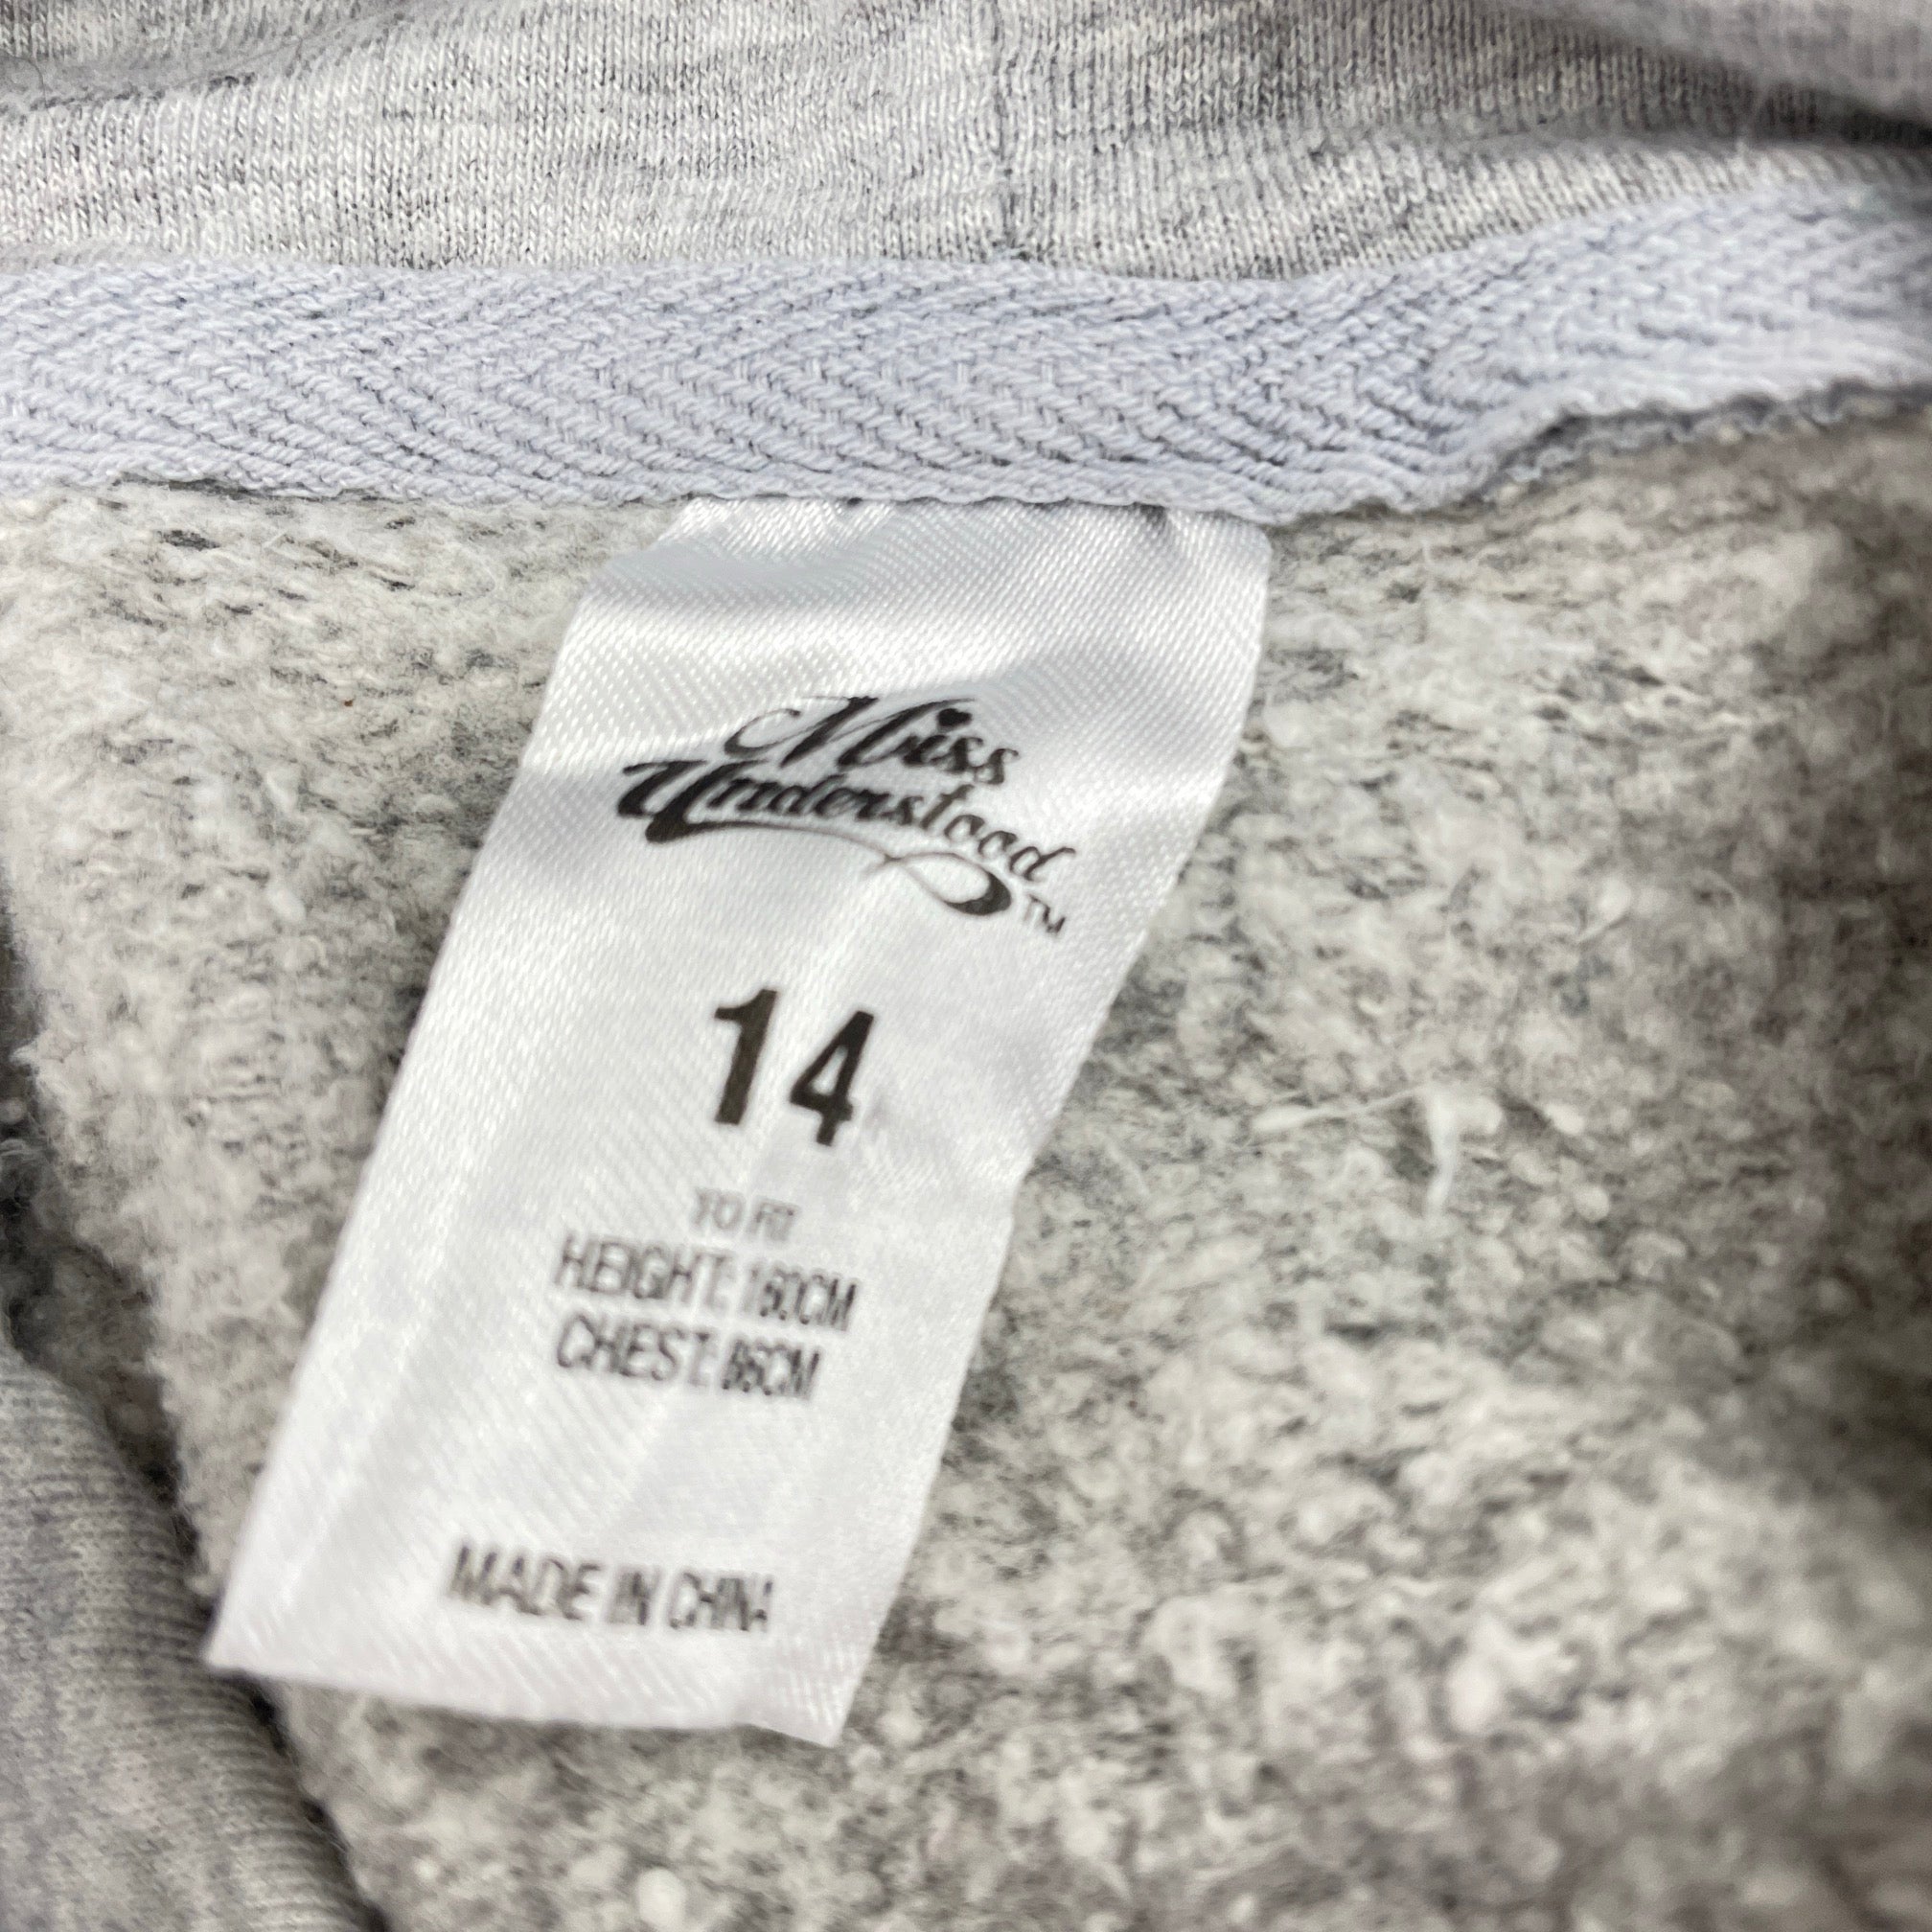 Miss
Understood
TM
14
TO FIT
HEIGHT: 160CM
CHEST: 86CM
MADE IN CHINA